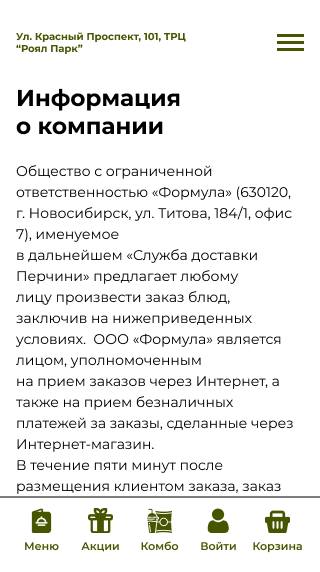 Ул. Красный Проспект, 101, ТРЦ
“Роял Парк”
Информация
о компании
Общество с ограниченной
ответственностью «Формула» (630120,
г. Новосибирск, ул. Титова, 184/1, офис
7), именуемое
в дальнейшем «Служба доставки
Перчини» предлагает любому
лицу произвести заказ блюд,
заключив на нижеприведенных
условиях.  ООО «Формула» является
лицом, уполномоченным
на прием заказов через Интернет, а
также на прием безналичных
платежей за заказы, сделанные через
Интернет-магазин.
В течение пяти минут после
размещения клиентом заказа, заказ
Меню Акции Комбо Войти Корзина